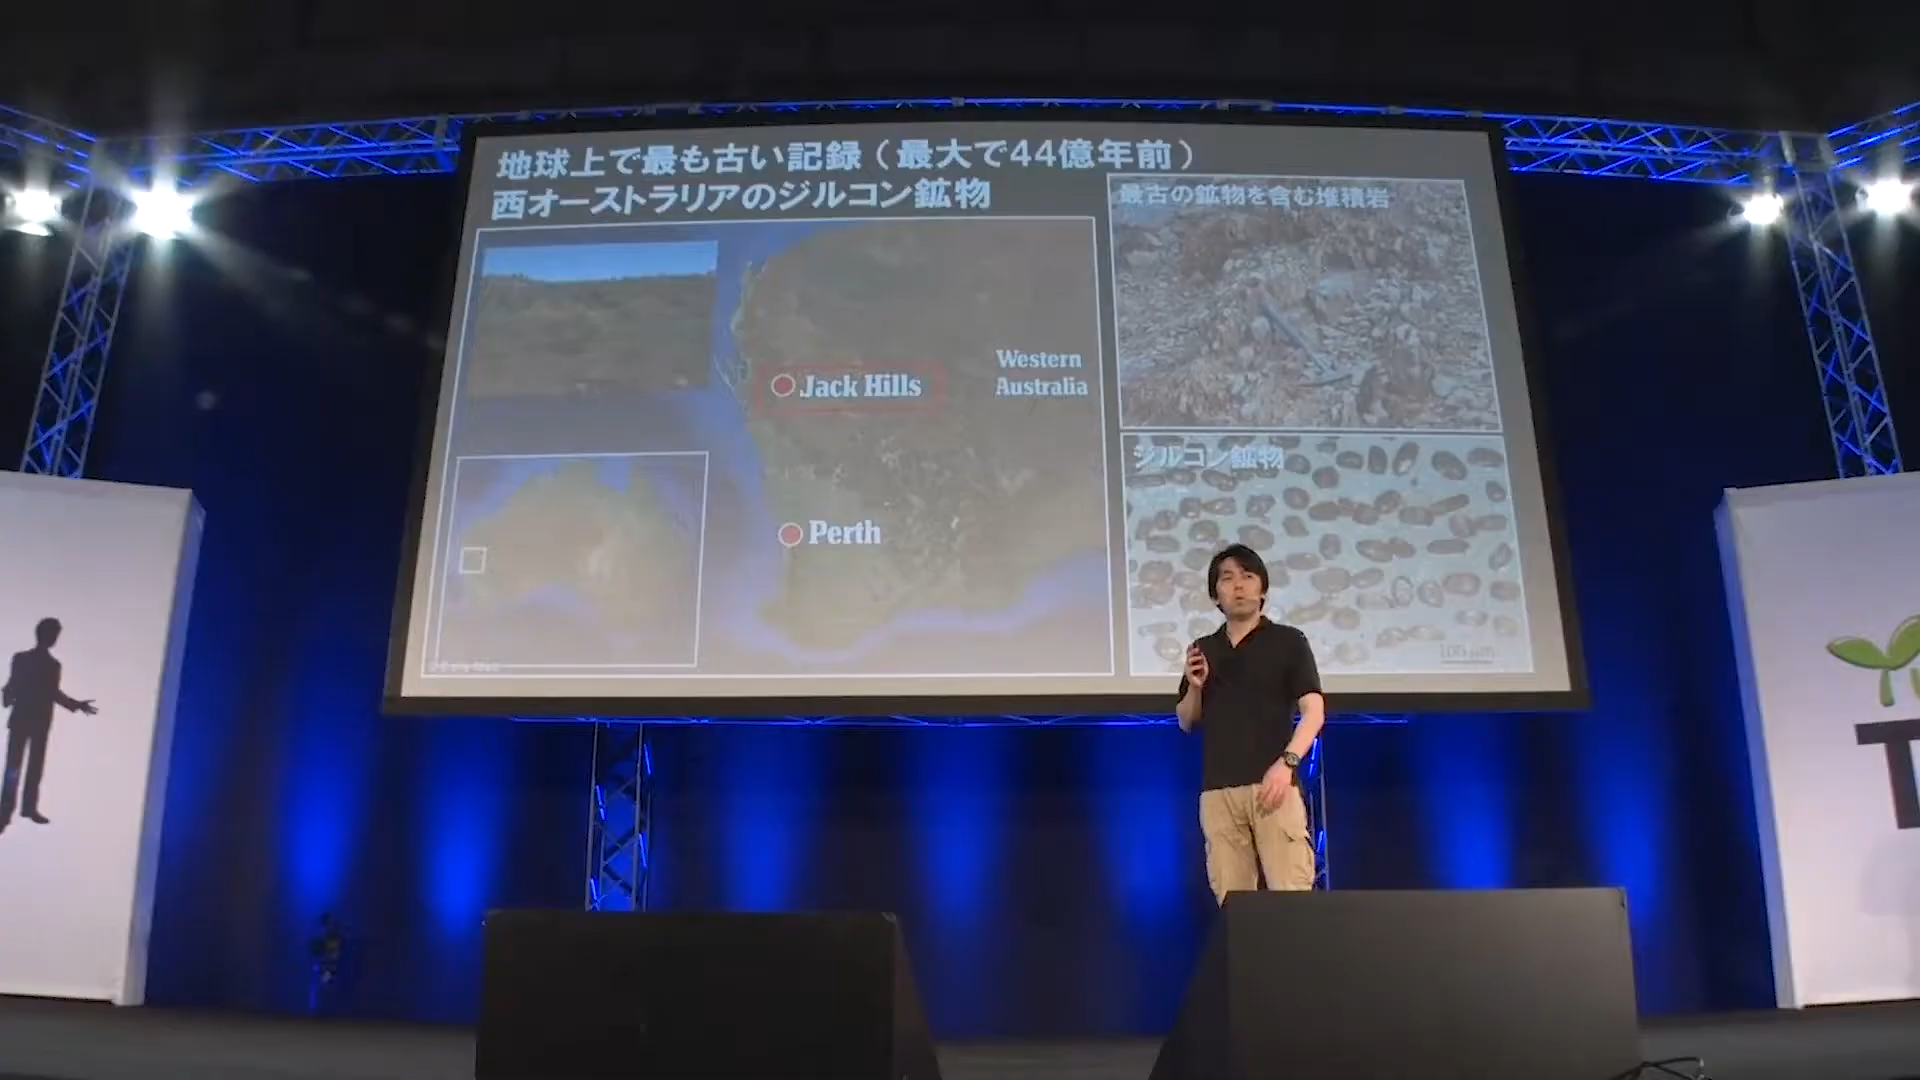 地球上で最も古い記録（最大で44億年前）
西オーストラリアのジルコン鉱物
最古の鉱物を含む堆積岩
Western
Australia
Jack Hills
ジルコン鉱物
Perth
100 μm
T